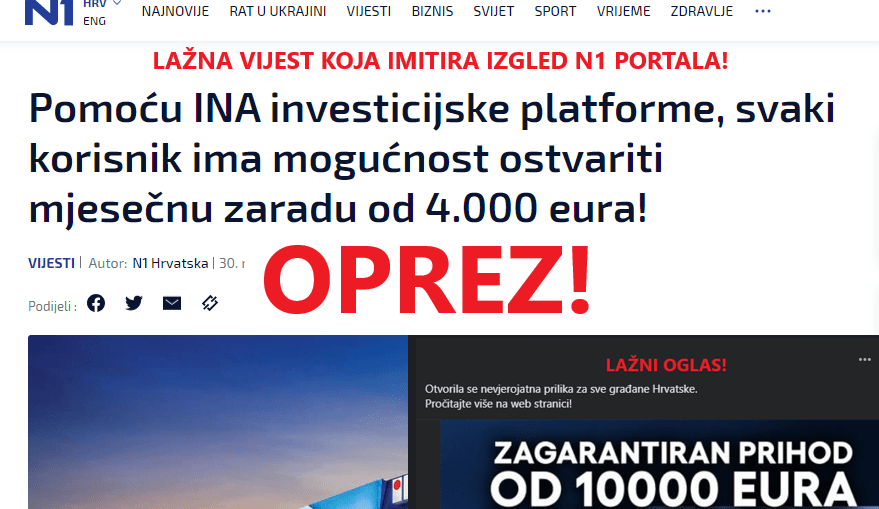 N1 HRV
ENG
NAJNOVIJE RAT U UKRAJINI VIJESTI BIZNIS SVIJET SPORT VRIJEME ZDRAVLJE
LAŽNA VIJEST KOJA IMITIRA IZGLED N1 PORTALA!
Pomoću INA investicijske platforme, svaki
korisnik ima mogućnost ostvariti
mjesečnu zaradu od 4.000 eura!
VIJESTI | Autor: N1 Hrvatska | 30.
OPREZ!
Podijeli :
LAŽNI OGLAS!
Otvorila se nevjerojatna prilika za sve građane Hrvatske.
Pročitajte više na web stranici!
ZAGARANTIRAN PRIHOD
OD 10000 EURA